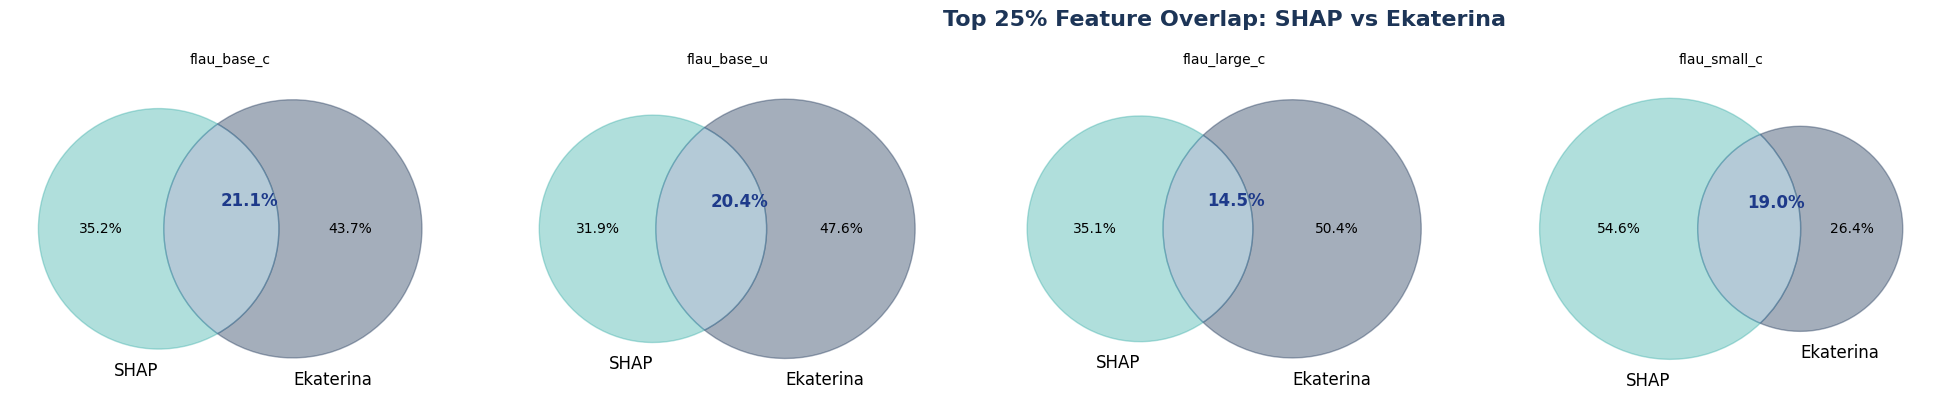 Top 25% Feature Overlap: SHAP vs Ekaterina
flau_base_c
35.2%
21.1%
43.7%
SHAP
Ekaterina
flau_base_u
31.9%
20.4%
47.6%
SHAP
Ekaterina
flau_large_c
35.1%
14.5%
50.4%
SHAP
Ekaterina
flau_small_c
54.6%
19.0%
26.4%
SHAP
Ekaterina